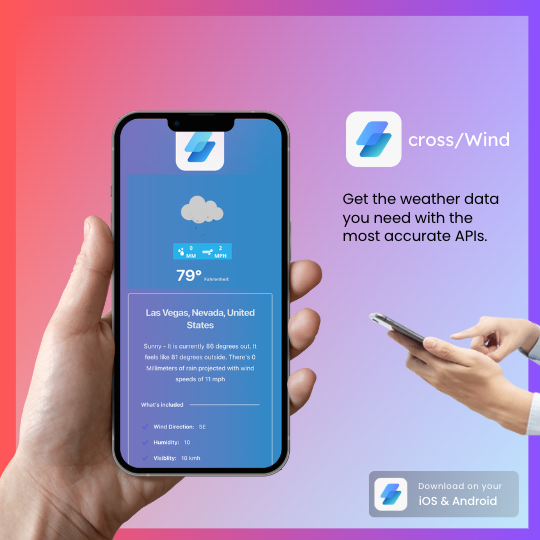 cross/Wind
Get the weather data
you need with the
most accurate APIs.
0
MM
2
MPH
79°
Fahrenheit
Las Vegas, Nevada, United
States
Sunny - It is currently 86 degrees out. It
feels like 81 degrees outside. There's 0
Millimeters of rain projected with wind
speeds of 11 mph
What's included
Wind Direction: SE
Humidity: 10
Visiblity: 10 kmh
Download on your
iOS & Android